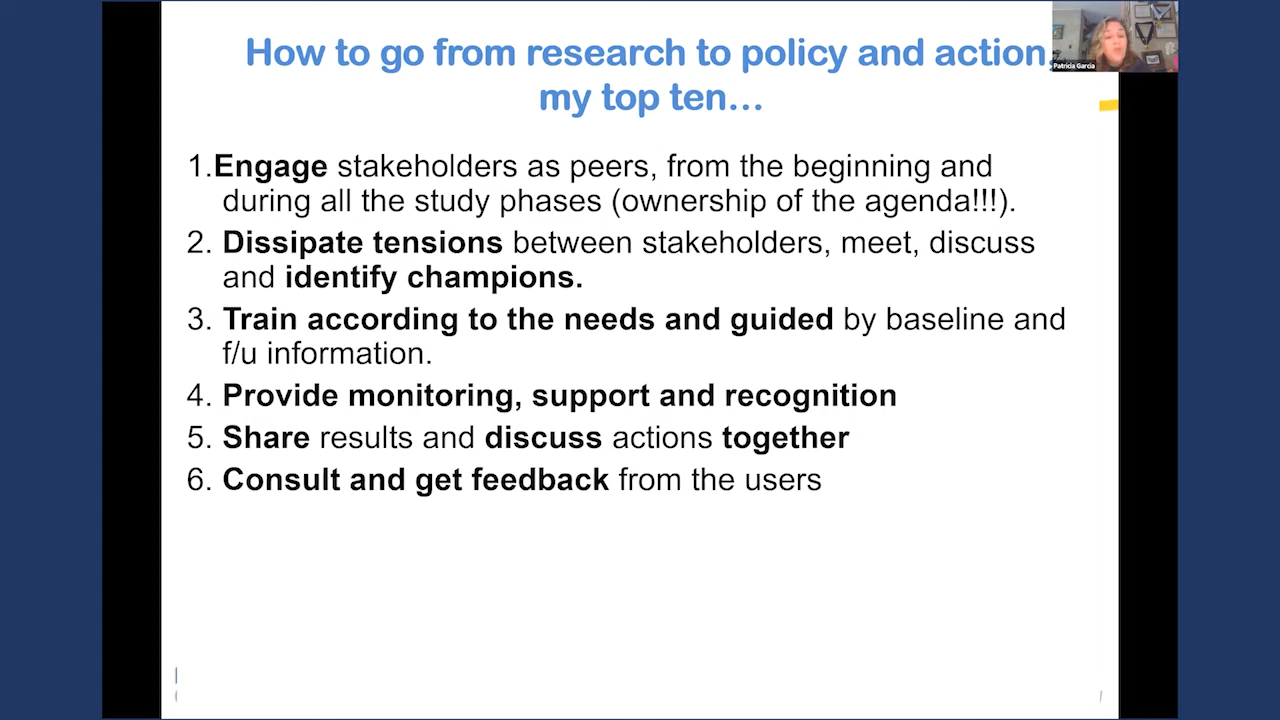 How to go from research to policy and action,
my top ten...
Patricia Garcia
1.Engage stakeholders as peers, from the beginning and
during all the study phases (ownership of the agenda!!!).
2. Dissipate tensions between stakeholders, meet, discuss
and identify champions.
3. Train according to the needs and guided by baseline and
f/u information.
4. Provide monitoring, support and recognition
5. Share results and discuss actions together
6. Consult and get feedback from the users